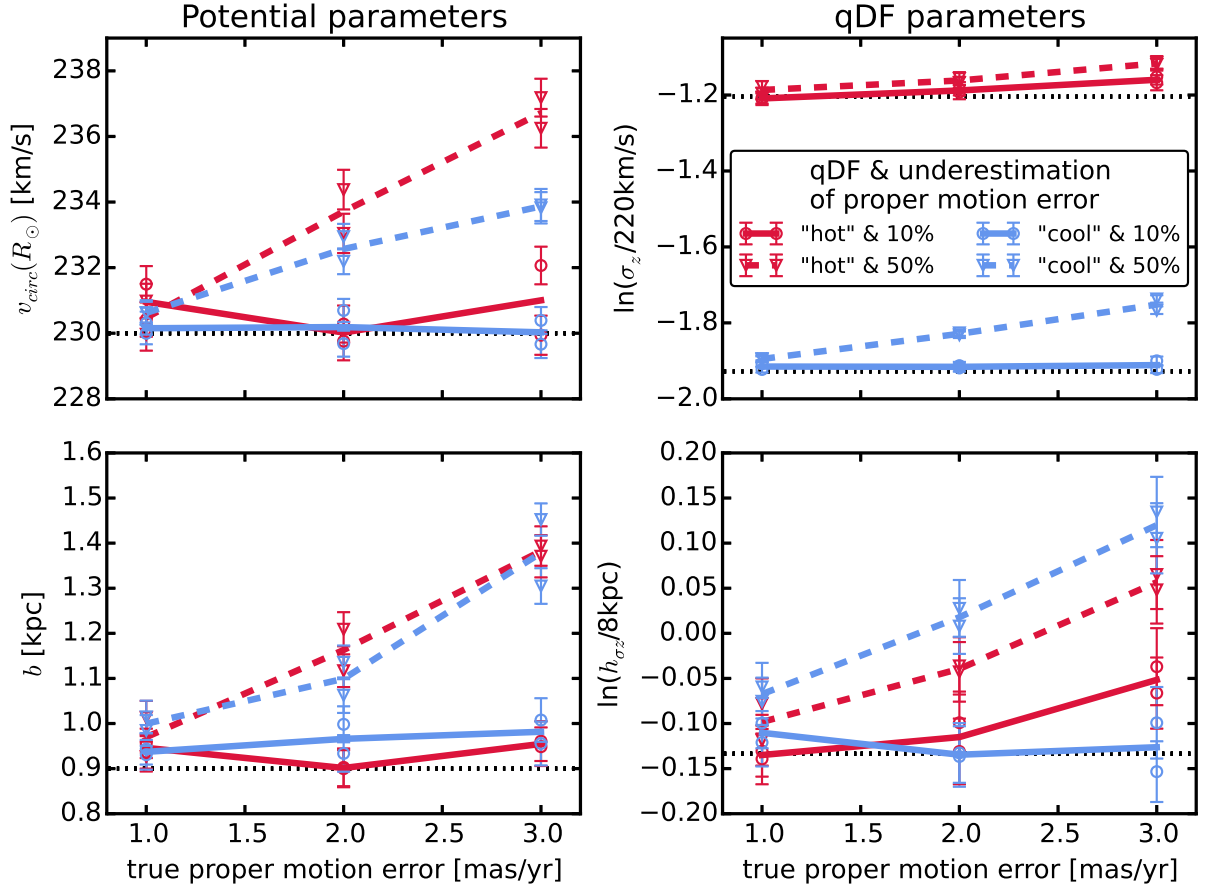 Potential parameters
qDF parameters
238
236
234
232
230
228
v_circ(R_⊙) [km/s]
−1.2
−1.4
−1.6
−1.8
−2.0
ln(σ_z/220km/s)
qDF & underestimation
of proper motion error
"hot" & 10%
"cool" & 10%
"hot" & 50%
"cool" & 50%
1.6
1.5
1.4
1.3
1.2
1.1
1.0
0.9
0.8
b [kpc]
1.0 1.5 2.0 2.5 3.0
true proper motion error [mas/yr]
0.20
0.15
0.10
0.05
0.00
−0.05
−0.10
−0.15
−0.20
ln(h_σz/8kpc)
1.0 1.5 2.0 2.5 3.0
true proper motion error [mas/yr]